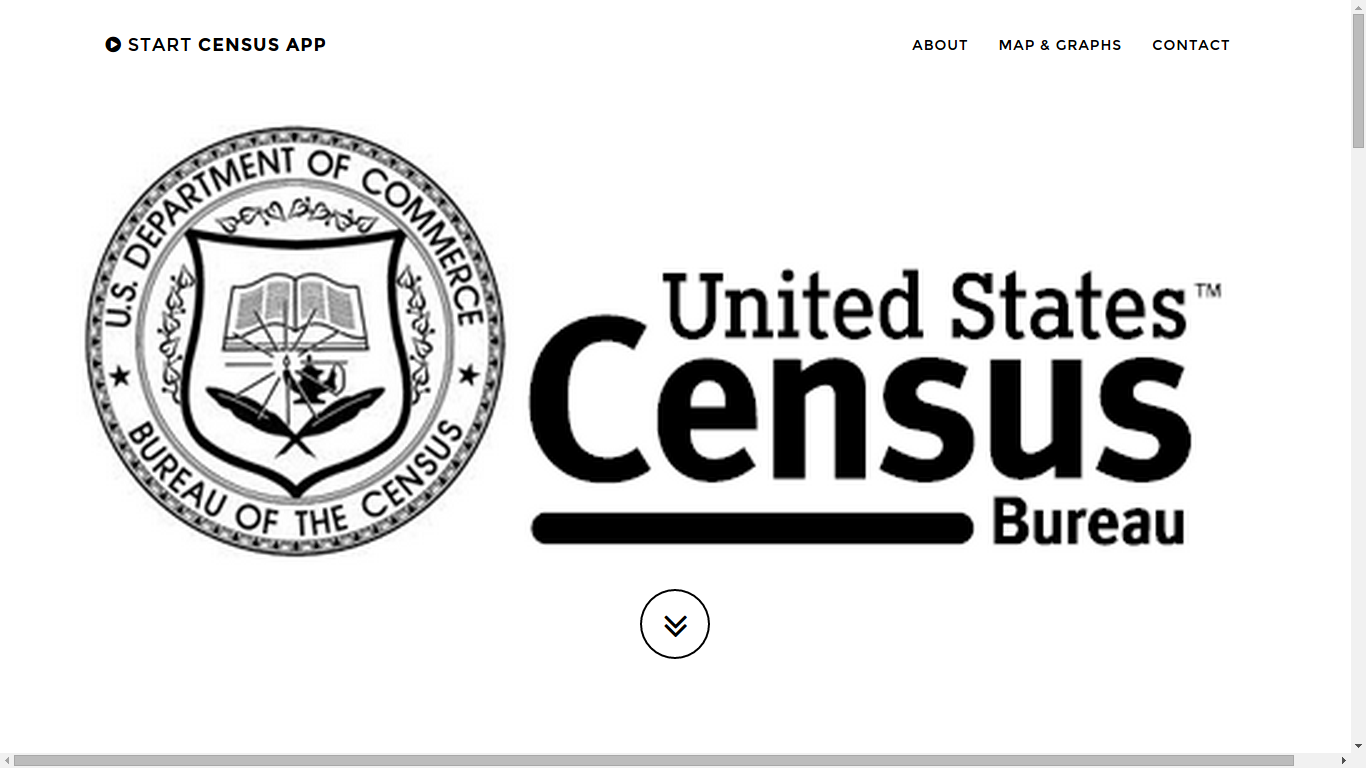 START CENSUS APP
ABOUT
MAP & GRAPHS
CONTACT
U.S. DEPARTMENT OF COMMERCE
BUREAU OF THE CENSUS
United States™
Census
Bureau